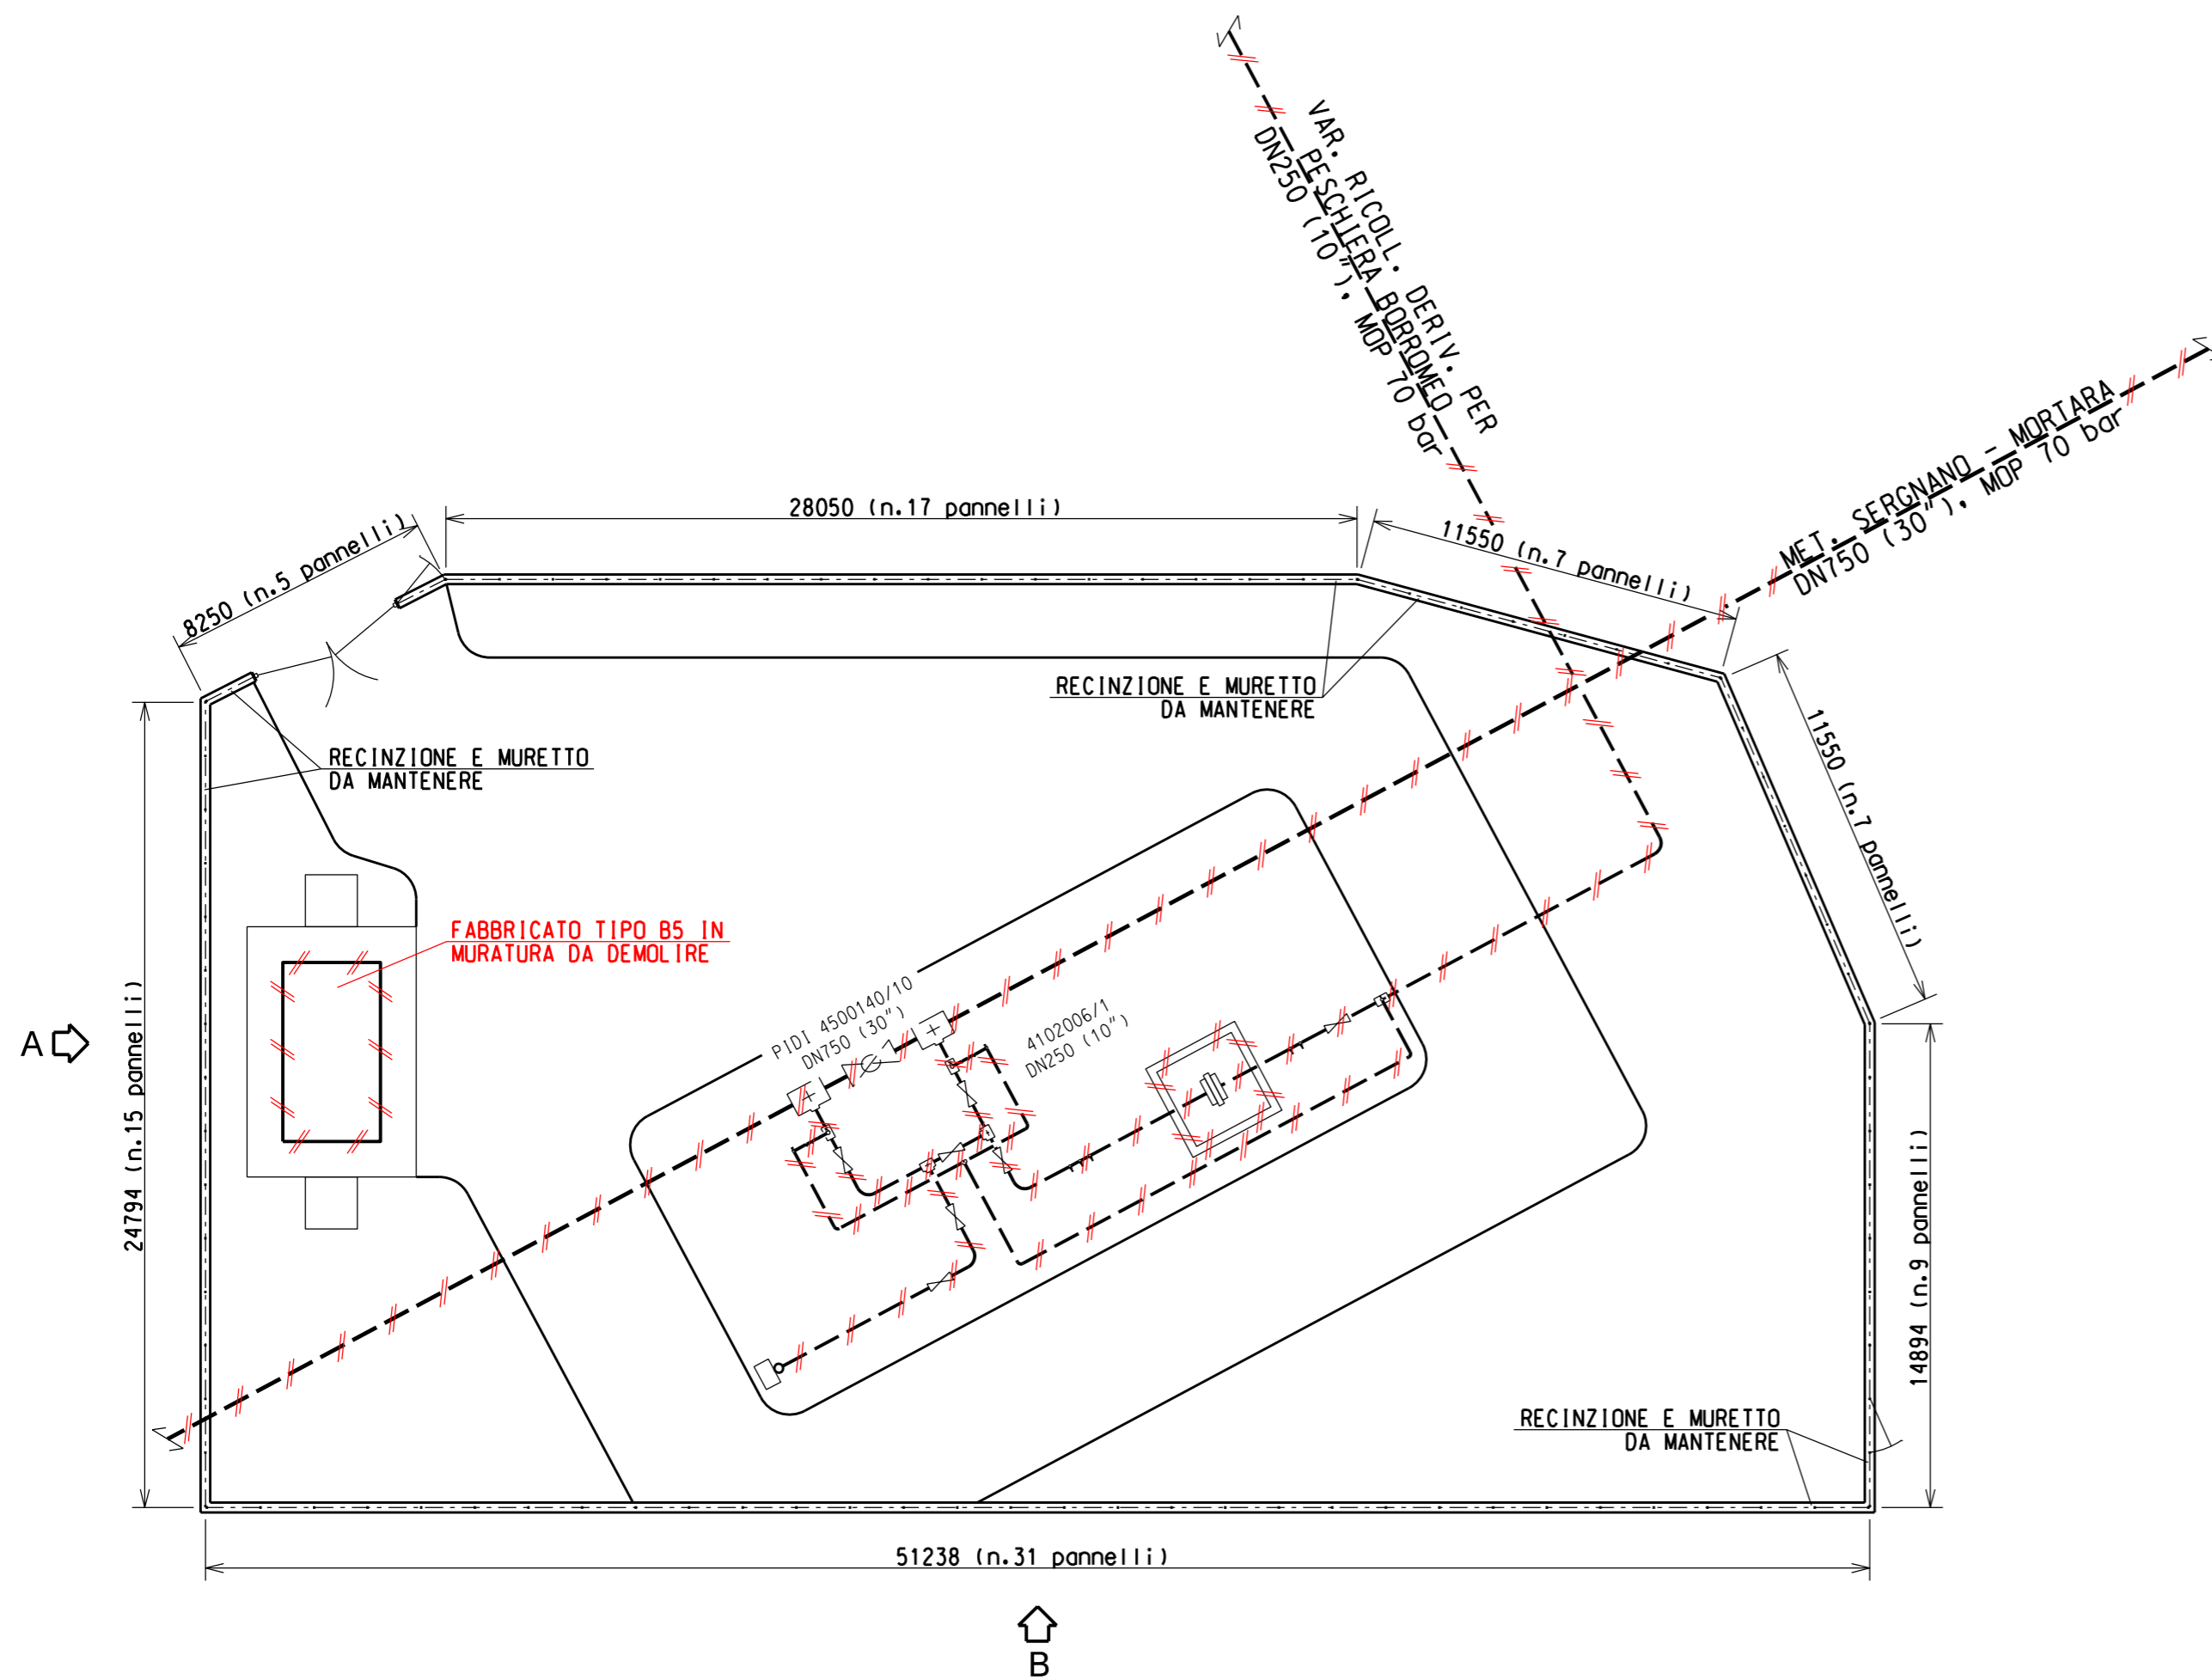 VAR. RICOLL. DERIV. PER
PESCHIERA BORROMEO
DN250 (10"), MOP 70 bar
MET. SERGNANO - MORTARA
DN750 (30"), MOP 70 bar
28050 (n.17 pannelli)
11550 (n.7 pannelli)
8250 (n.5 pannelli)
RECINZIONE E MURETTO
DA MANTENERE
11550 (n.7 pannelli)
RECINZIONE E MURETTO
DA MANTENERE
FABBRICATO TIPO B5 IN
MURATURA DA DEMOLIRE
PIDI 4500140/10
DN750 (30")
4102006/1
DN250 (10")
A
24794 (n.15 pannelli)
14894 (n.9 pannelli)
RECINZIONE E MURETTO
DA MANTENERE
51238 (n.31 pannelli)
B